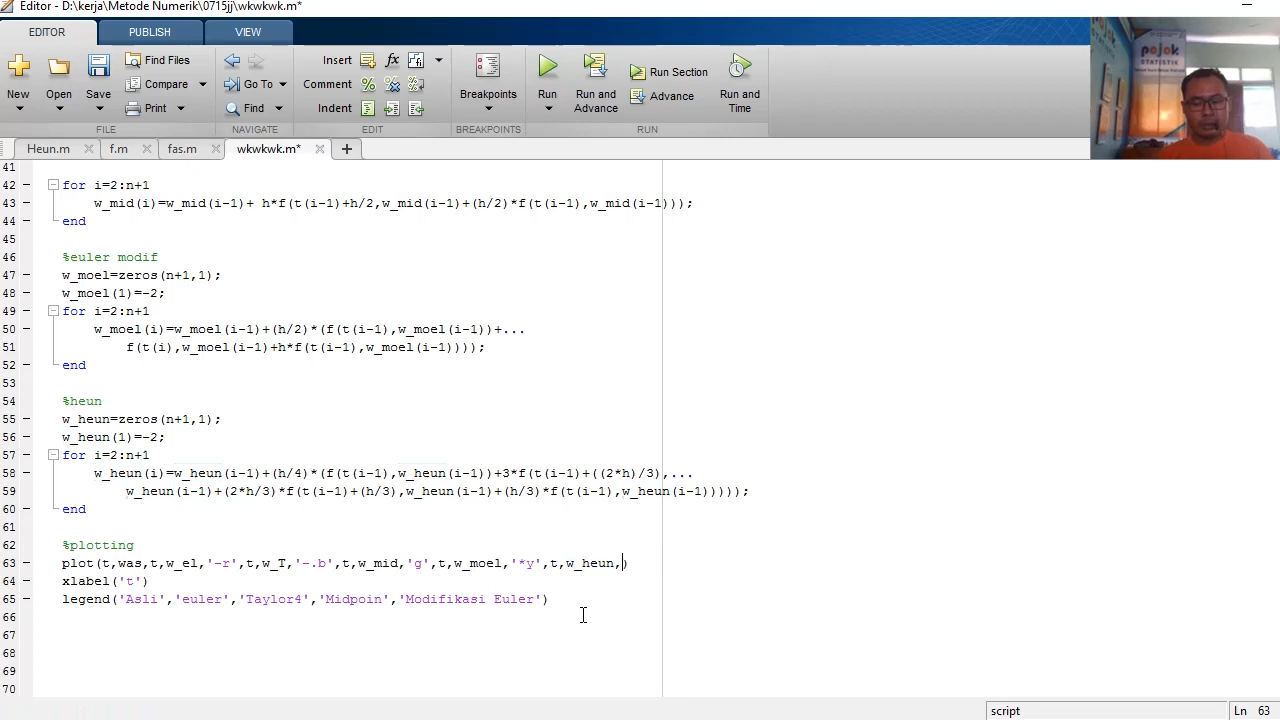 Editor - D:\kerja\Metode Numerik\0715jj\wkwkwk.m*
EDITOR PUBLISH VIEW
New Open Save Find Files Compare Print
Go To Find
Insert fx Comment Indent
Breakpoints
Run Run and Advance Run Section Advance Run and Time
FILE NAVIGATE EDIT BREAKPOINTS RUN
pojok
STATISTIK
Heun.m f.m fas.m wkwkwk.m*
41
42 for i=2:n+1
43 w_mid(i)=w_mid(i-1)+ h*f(t(i-1)+h/2,w_mid(i-1)+(h/2)*f(t(i-1),w_mid(i-1)));
44 end
45
46 %euler modif
47 w_moel=zeros(n+1,1);
48 w_moel(1)=-2;
49 for i=2:n+1
50 w_moel(i)=w_moel(i-1)+(h/2)*(f(t(i-1),w_moel(i-1))+...
51 f(t(i),w_moel(i-1)+h*f(t(i-1),w_moel(i-1))));
52 end
53
54 %heun
55 w_heun=zeros(n+1,1);
56 w_heun(1)=-2;
57 for i=2:n+1
58 w_heun(i)=w_heun(i-1)+(h/4)*(f(t(i-1),w_heun(i-1))+3*f(t(i-1)+((2*h)/3),...
59 w_heun(i-1)+(2*h/3)*f(t(i-1)+(h/3),w_heun(i-1)+(h/3)*f(t(i-1),w_heun(i-1)))));
60 end
61
62 %plotting
63 plot(t,was,t,w_el,'-r',t,w_T,'-.b',t,w_mid,'g',t,w_moel,'*y',t,w_heun,)
64 xlabel('t')
65 legend('Asli','euler','Taylor4','Midpoin','Modifikasi Euler')
66
67
68
69
70
script Ln 63